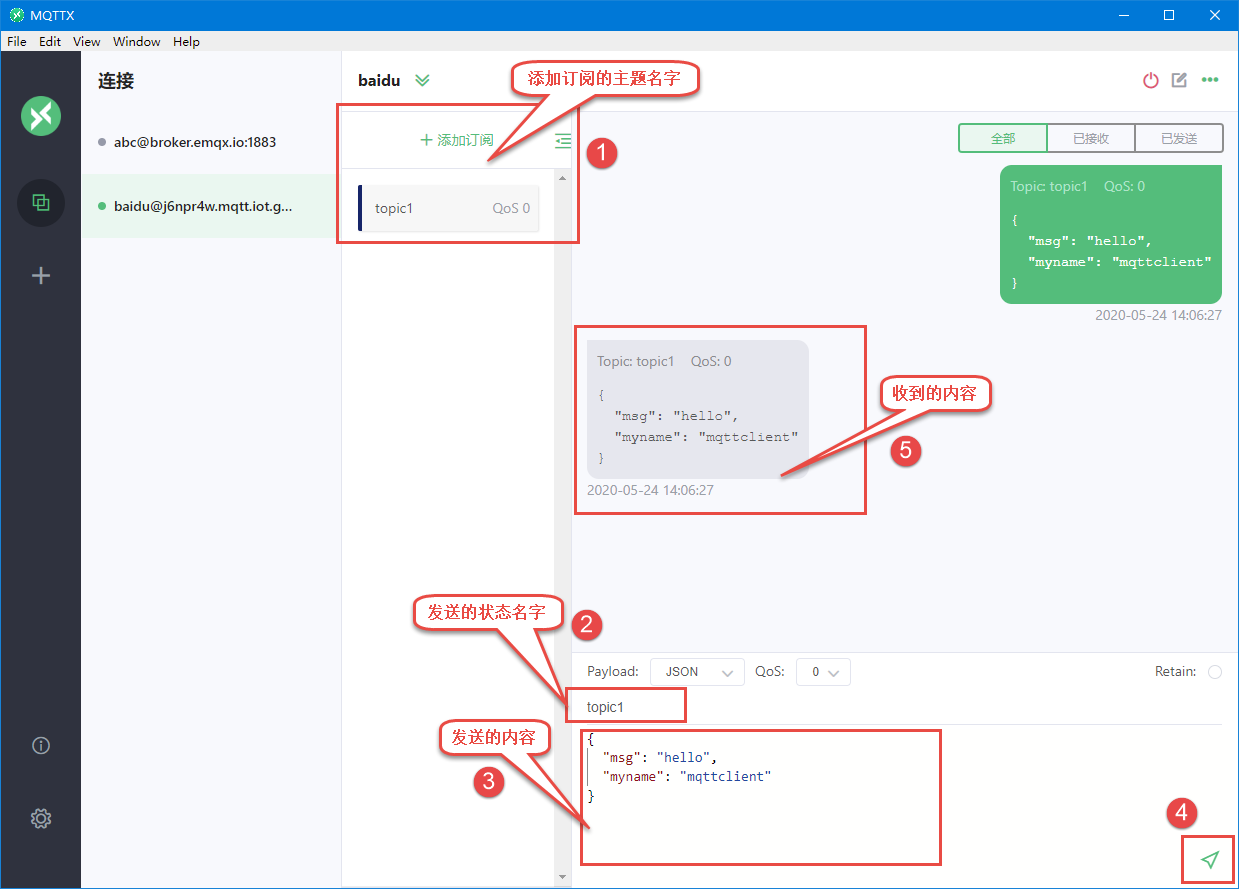 MQTTX
File Edit View Window Help
连接
abc@broker.emqx.io:1883
baidu@j6npr4w.mqtt.iot.g...
baidu
添加订阅的主题名字
+ 添加订阅
1
topic1 QoS 0
全部 已接收 已发送
Topic: topic1 QoS: 0
{
"msg": "hello",
"myname": "mqttclient"
}
2020-05-24 14:06:27
Topic: topic1 QoS: 0
{
"msg": "hello",
"myname": "mqttclient"
}
2020-05-24 14:06:27
收到的内容
5
发送的状态名字
2
Payload: JSON QoS: 0 Retain:
topic1
发送的内容
3
{
"msg": "hello",
"myname": "mqttclient"
}
4